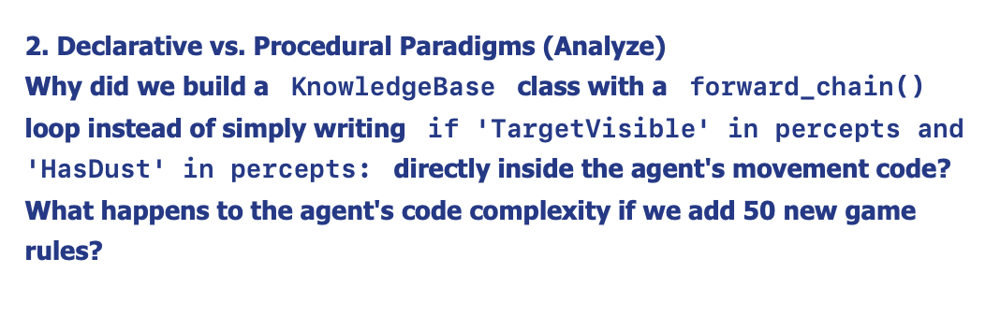 2. Declarative vs. Procedural Paradigms (Analyze)
Why did we build a KnowledgeBase class with a forward_chain()
loop instead of simply writing if 'TargetVisible' in percepts and
'HasDust' in percepts: directly inside the agent's movement code?
What happens to the agent's code complexity if we add 50 new game
rules?